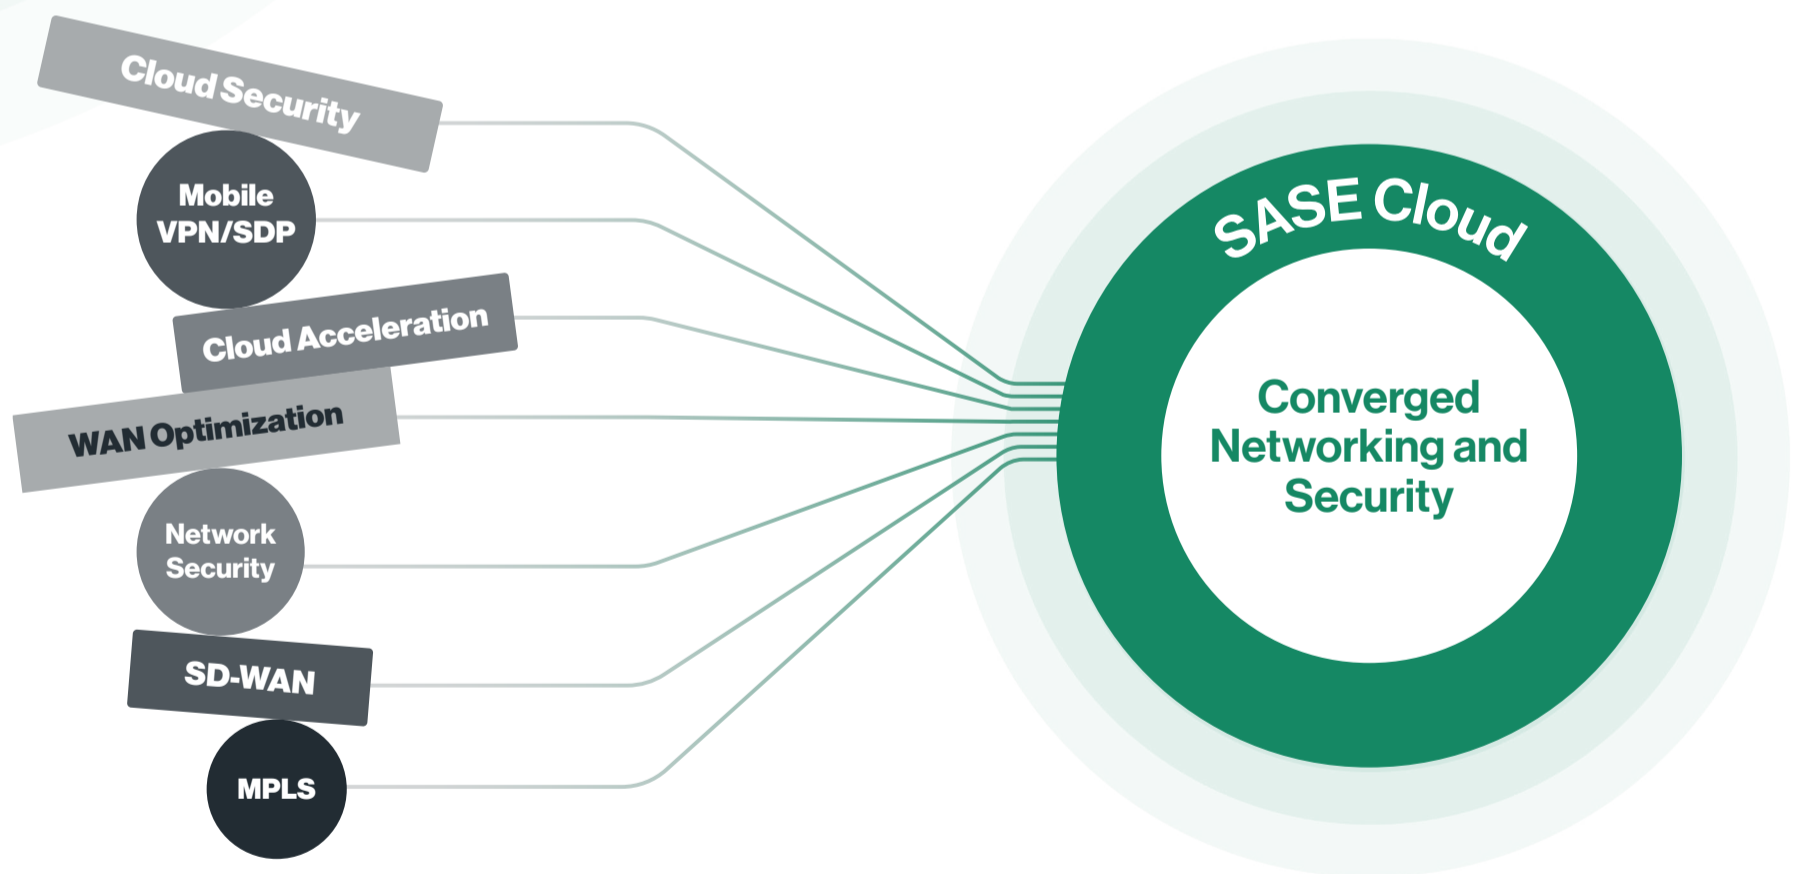 Cloud Security
Mobile
VPN/SDP
Cloud Acceleration
WAN Optimization
Network
Security
SD-WAN
MPLS
SASE Cloud
Converged
Networking and
Security